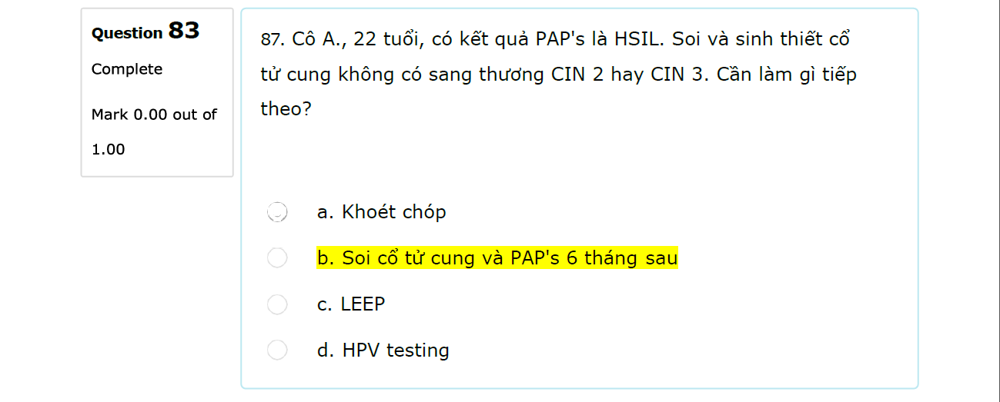 Question 83
Complete
Mark 0.00 out of
1.00
87. Cô A., 22 tuổi, có kết quả PAP's là HSIL. Soi và sinh thiết cổ
tử cung không có sang thương CIN 2 hay CIN 3. Cần làm gì tiếp
theo?
a. Khoét chóp
b. Soi cổ tử cung và PAP's 6 tháng sau
c. LEEP
d. HPV testing